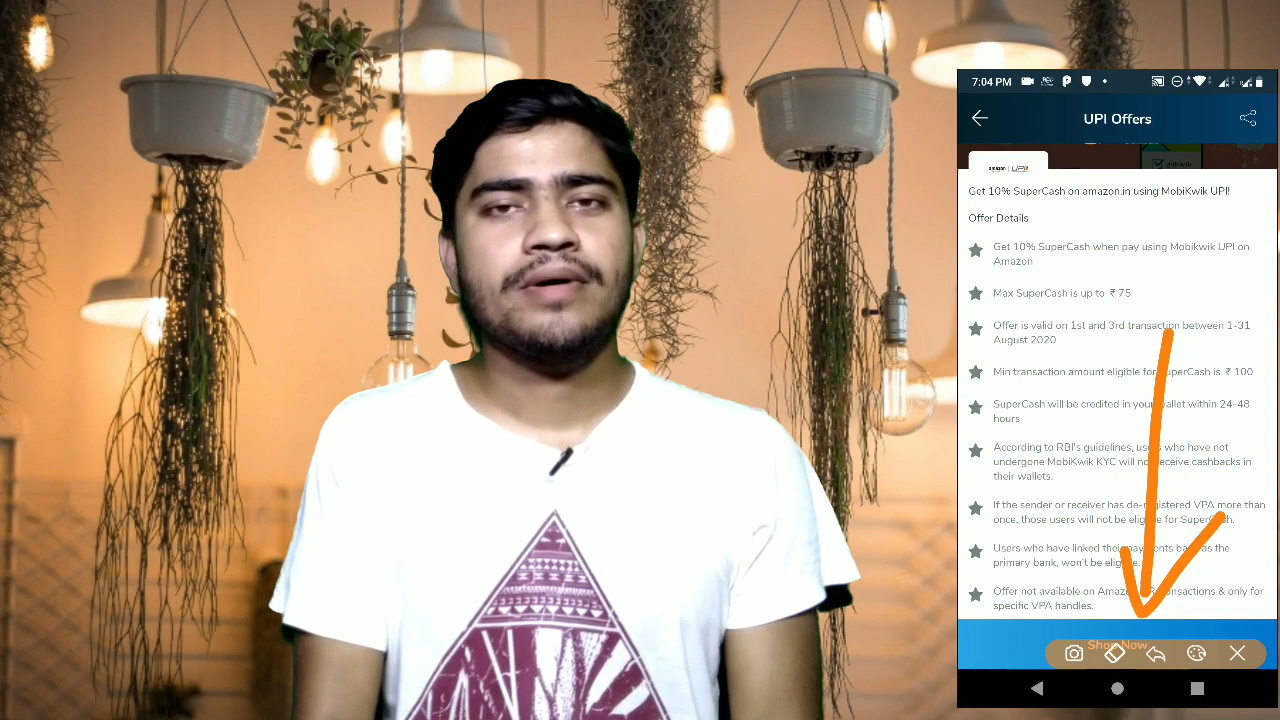 7:04 PM
UPI Offers
amazon UPI
Get 10% SuperCash on amazon.in using MobiKwik UPI!
Offer Details
Get 10% SuperCash when pay using Mobikwik UPI on
Amazon
Max SuperCash is up to ₹ 75
Offer is valid on 1st and 3rd transaction between 1-31
August 2020
Min transaction amount eligible for SuperCash is ₹ 100
SuperCash will be credited in your wallet within 24-48
hours
According to RBI's guidelines, users who have not
undergone MobiKwik KYC will not receive cashbacks in
their wallets.
If the sender or receiver has de-registered VPA more than
once, those users will not be eligible for SuperCash.
Users who have linked their payments bank as the
primary bank, won't be eligible.
Offer not available on Amazon
specific VPA handles.
Shop Now